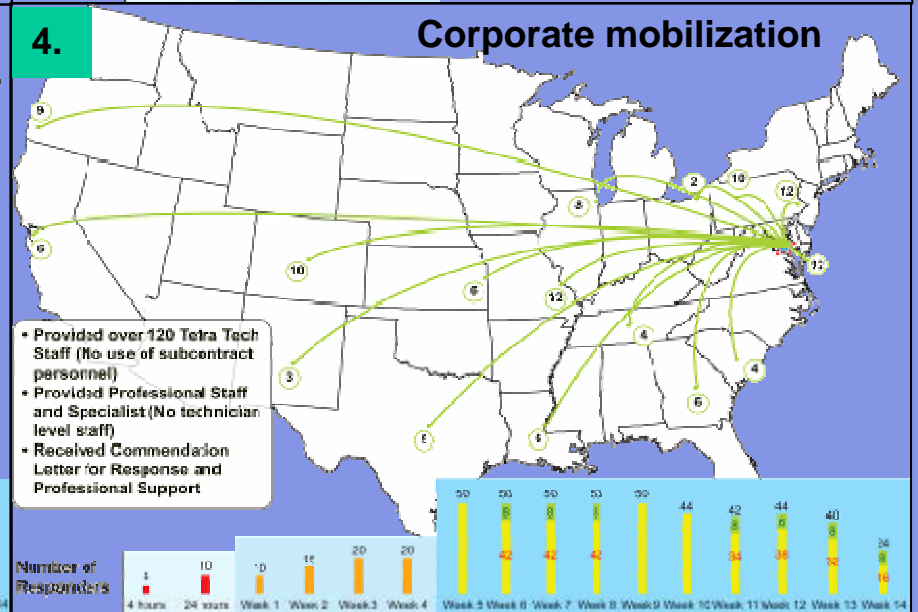 4.
Corporate mobilization
9
2
10
12
8
6
10
6
12
12
4
3
4
6
5
• Provided over 120 Tetra Tech
Staff (No use of subcontract
personnel)
• Provided Professional Staff
and Specialist (No technician
level staff)
• Received Commendation
Letter for Response and
Professional Support
Number of
Responders
10
10
20
20
50
50
50
50
44
42
44
40
24
8
8
8
8
8
8
8
42
42
42
34
36
32
16
4 hours
24 hours
Week 1
Week 2
Week 3
Week 4
Week 5
Week 6
Week 7
Week 8
Week 9
Week 10
Week 11
Week 12
Week 13
Week 14